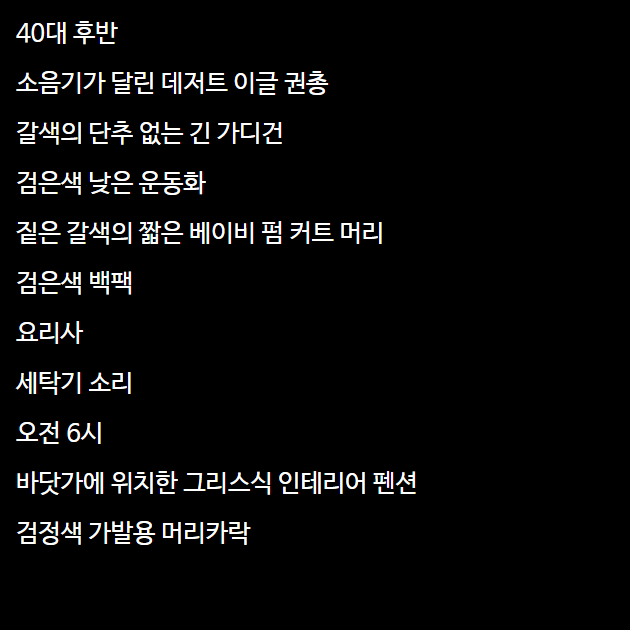 40대 후반
소음기가 달린 데저트 이글 권총
갈색의 단추 없는 긴 가디건
검은색 낮은 운동화
짙은 갈색의 짧은 베이비 펌 커트 머리
검은색 백팩
요리사
세탁기 소리
오전 6시
바닷가에 위치한 그리스식 인테리어 펜션
검정색 가발용 머리카락